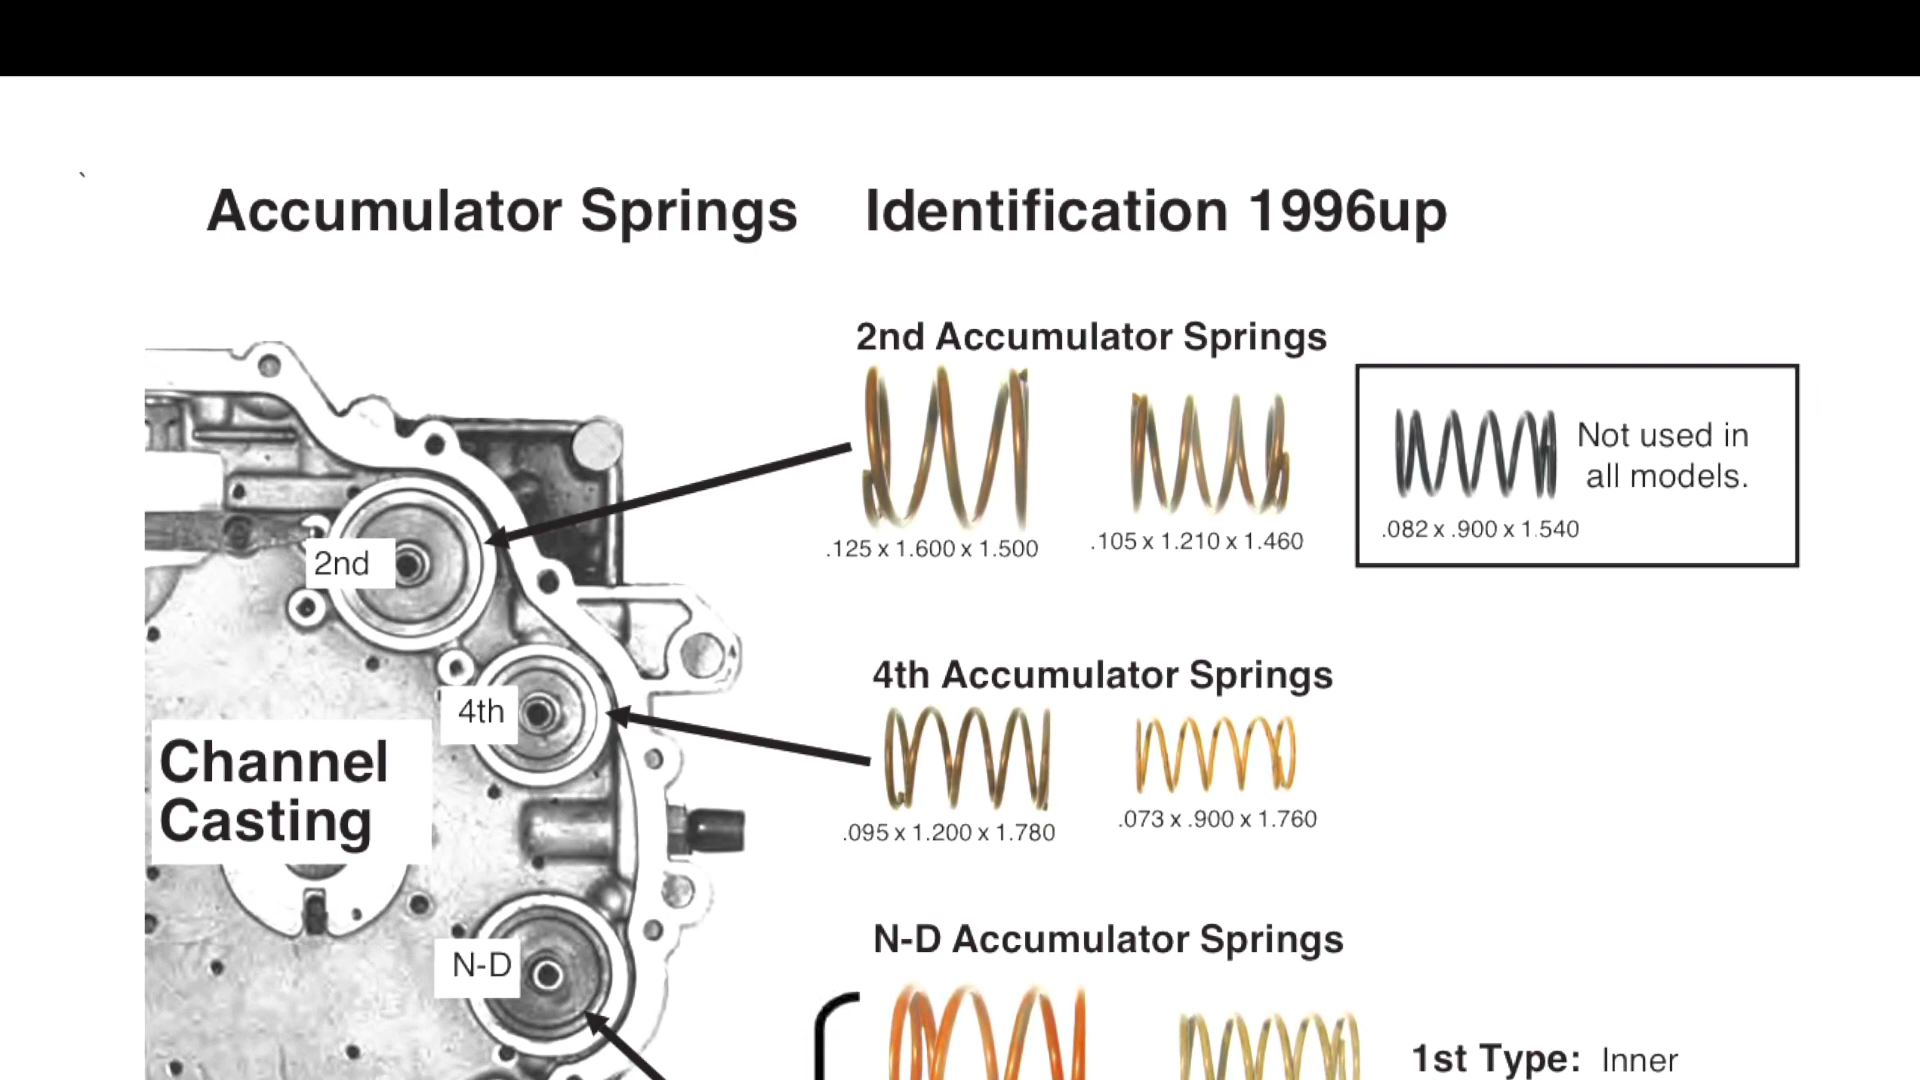 Accumulator Springs Identification 1996up
2nd Accumulator Springs
Not used in
all models.
.125 x 1.600 x 1.500
.105 x 1.210 x 1.460
.082 x .900 x 1.540
2nd
4th Accumulator Springs
4th
Channel
Casting
.095 x 1.200 x 1.780
.073 x .900 x 1.760
N-D Accumulator Springs
N-D
1st Type: Inner